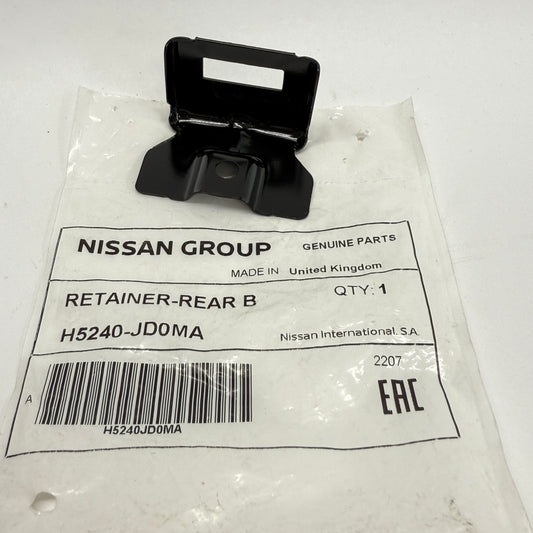 NISSAN GROUP GENUINE PARTS
MADE IN United Kingdom
RETAINER-REAR B QTY: 1
H5240-JD0MA Nissan International. S.A
2207
A
EAC
H5240JD0MA